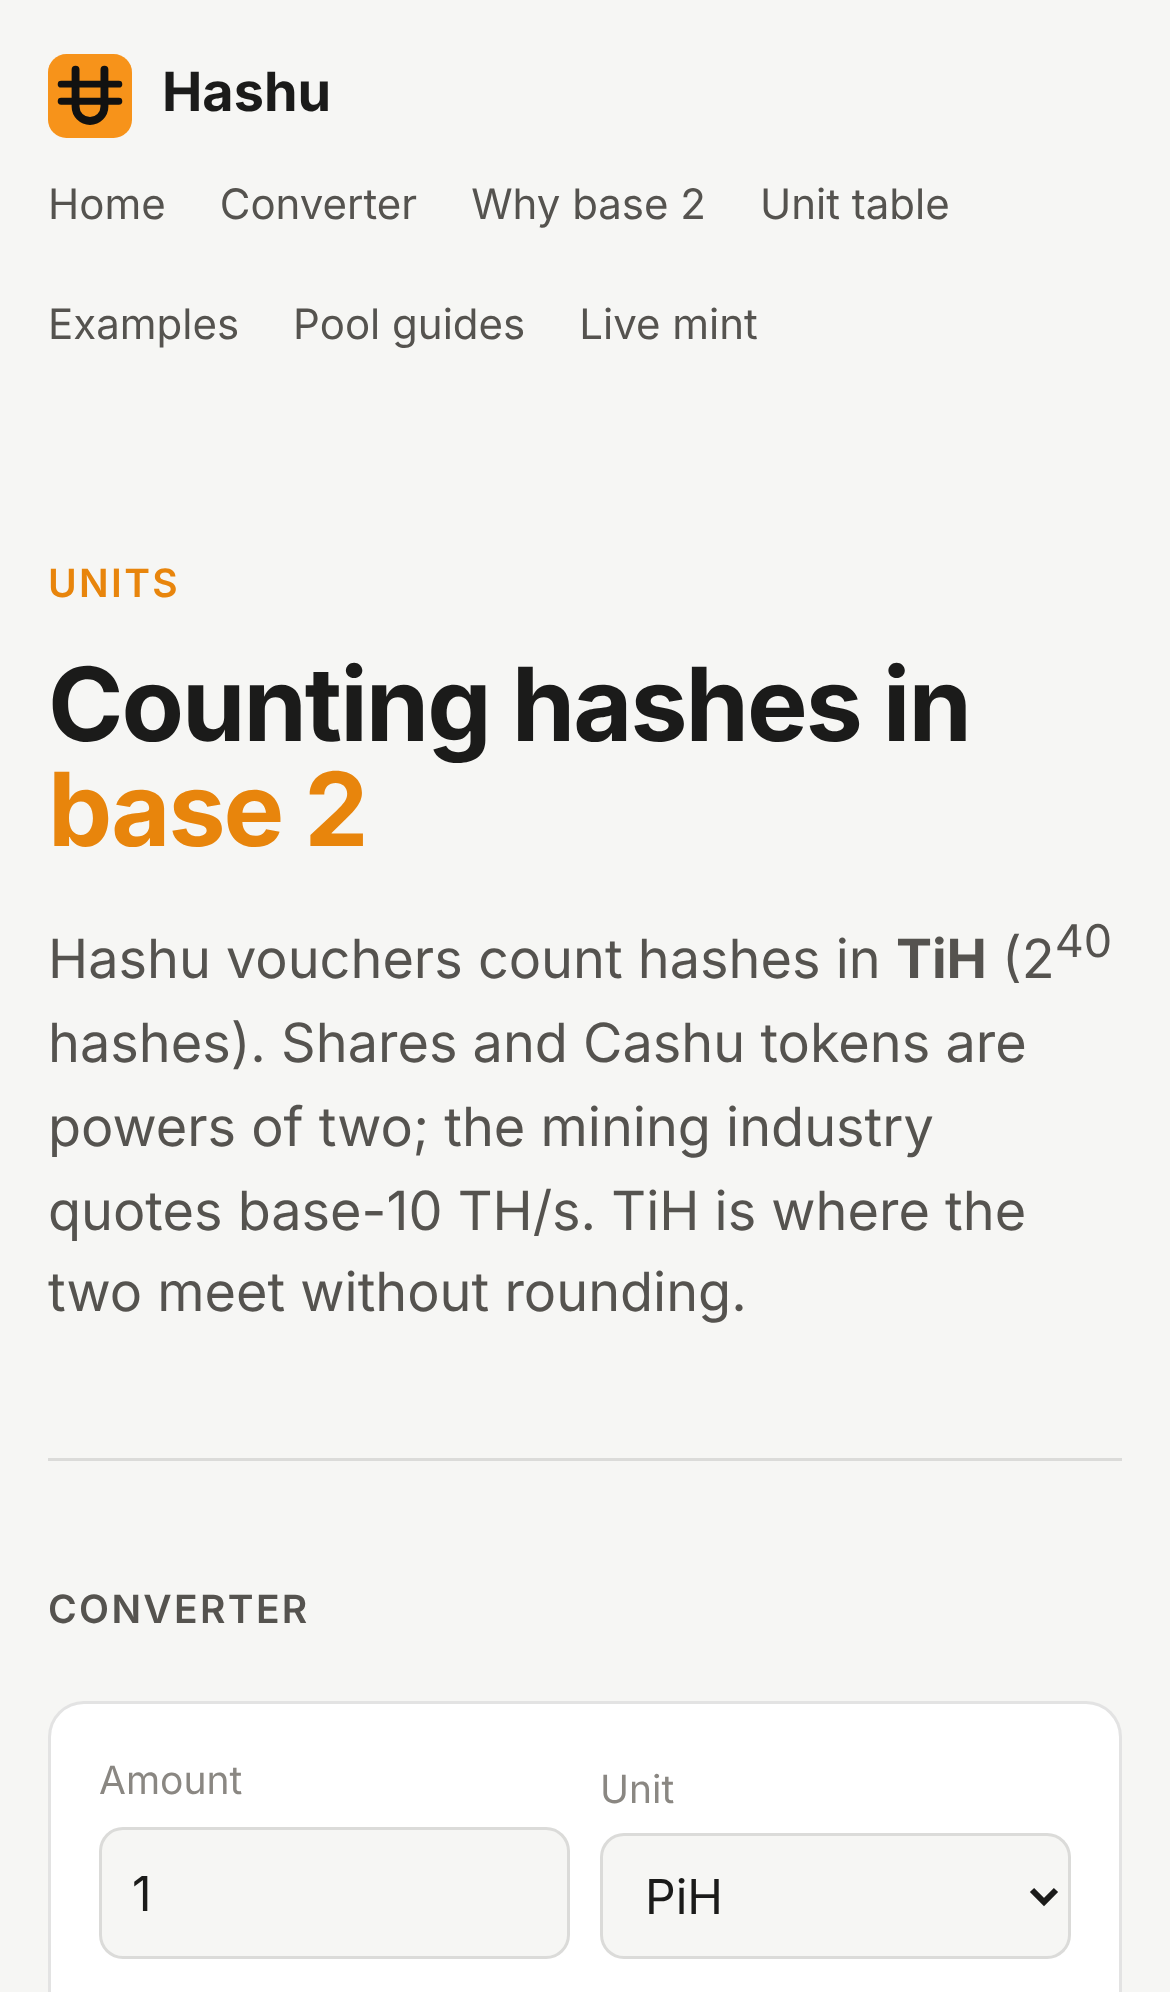 Hashu
Home Converter Why base 2 Unit table
Examples Pool guides Live mint
UNITS
Counting hashes in
base 2
Hashu vouchers count hashes in TiH (2⁴⁰
hashes). Shares and Cashu tokens are
powers of two; the mining industry
quotes base-10 TH/s. TiH is where the
two meet without rounding.
CONVERTER
Amount Unit
1 PiH